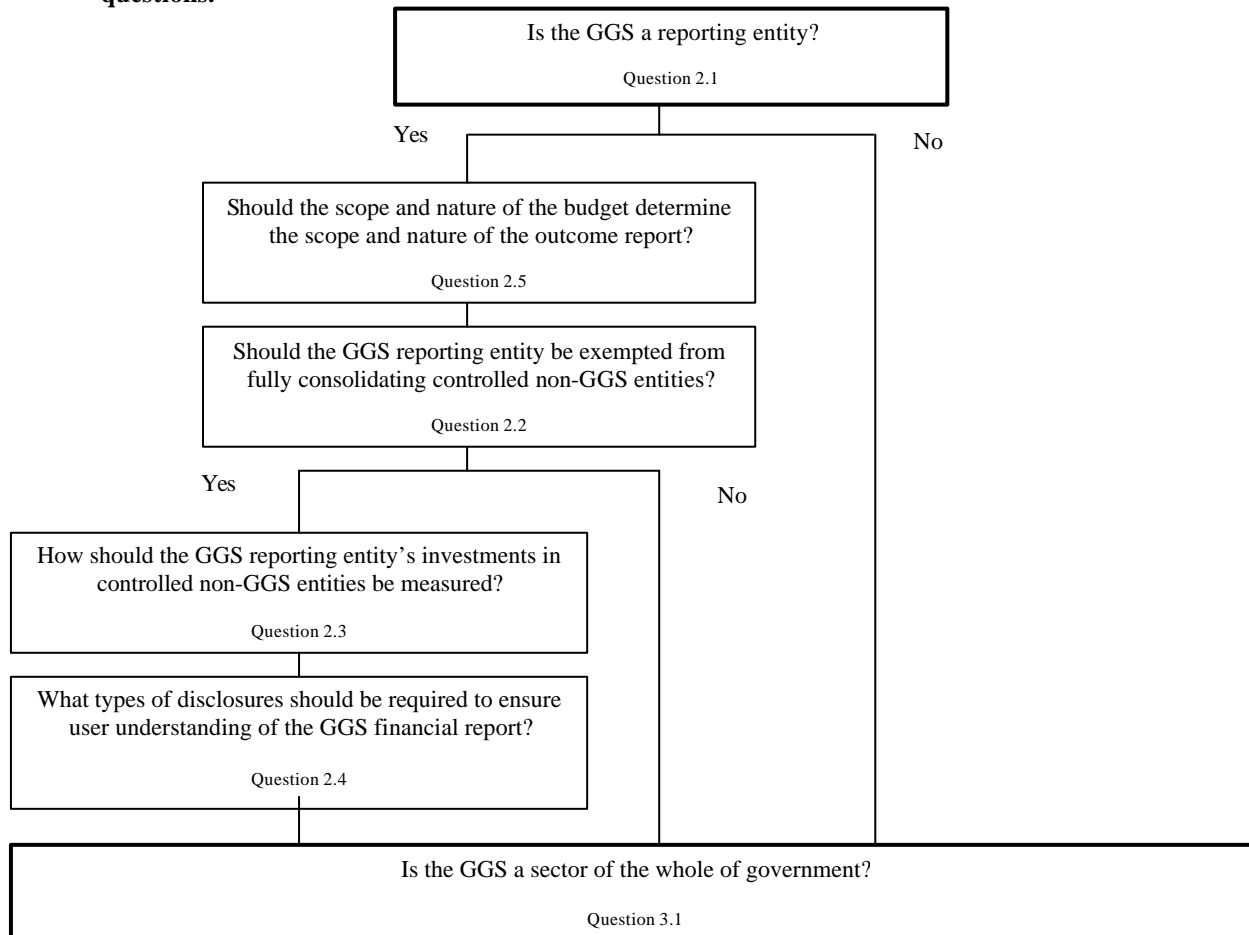 questions.
Is the GGS a reporting entity?
Question 2.1
Yes
No
Should the scope and nature of the budget determine
the scope and nature of the outcome report?
Question 2.5
Should the GGS reporting entity be exempted from
fully consolidating controlled non-GGS entities?
Question 2.2
Yes
No
How should the GGS reporting entity’s investments in
controlled non-GGS entities be measured?
Question 2.3
What types of disclosures should be required to ensure
user understanding of the GGS financial report?
Question 2.4
Is the GGS a sector of the whole of government?
Question 3.1